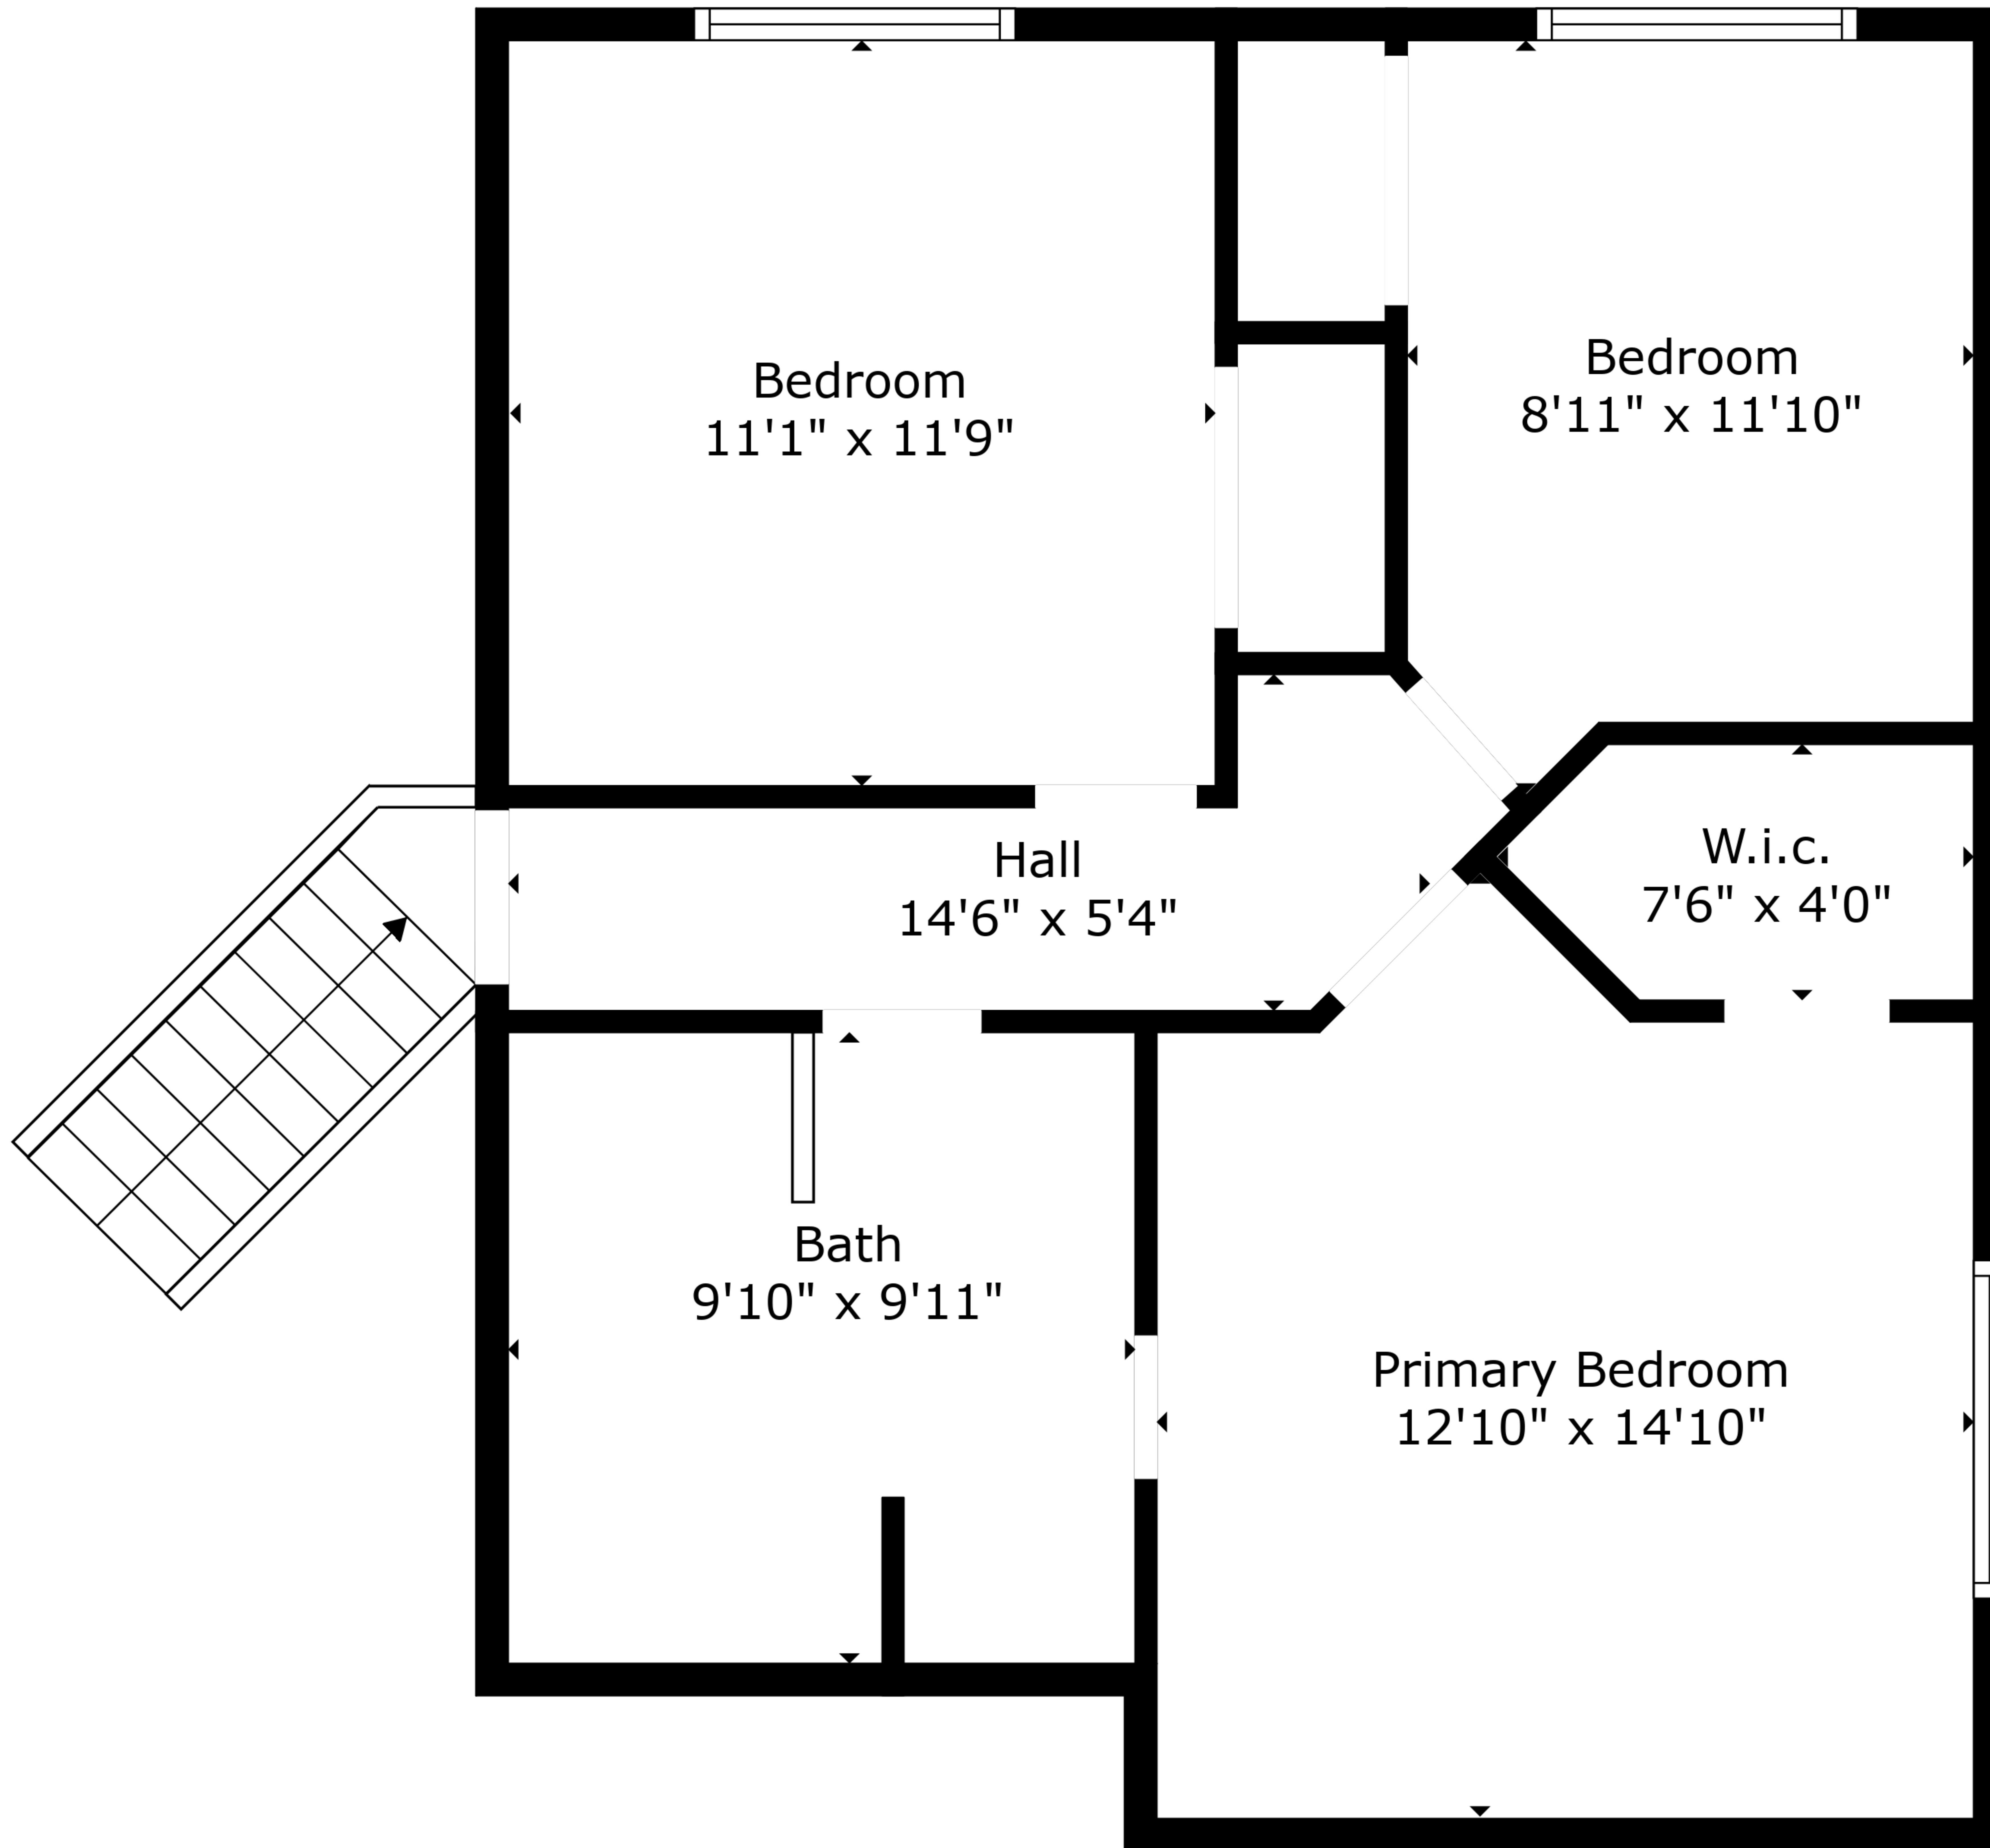 Bedroom
11'1" x 11'9"
Bedroom
8'11" x 11'10"
Hall
14'6" x 5'4"
W.i.c.
7'6" x 4'0"
Bath
9'10" x 9'11"
Primary Bedroom
12'10" x 14'10"